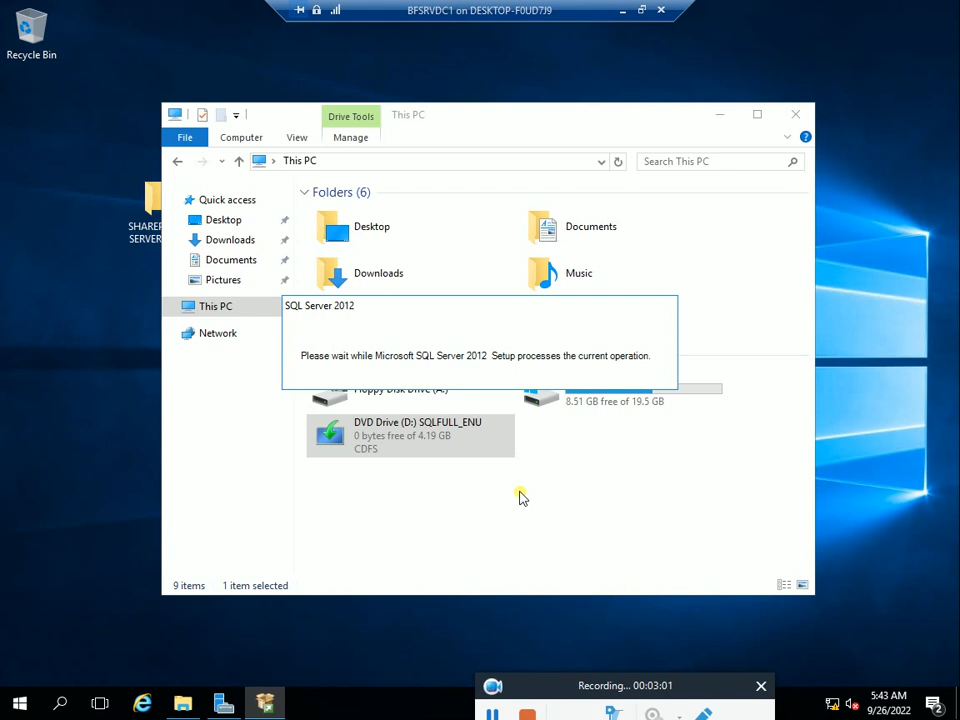 BFSRVDC1 on DESKTOP-F0UD7J9
Recycle Bin
Drive Tools
This PC
File
Computer
View
Manage
This PC
Search This PC
SHAREP
SERVER
Quick access
Desktop
Downloads
Documents
Pictures
This PC
Network
Folders (6)
Desktop
Documents
Downloads
Music
SQL Server 2012
Please wait while Microsoft SQL Server 2012 Setup processes the current operation.
Floppy Disk Drive (A:)
8.51 GB free of 19.5 GB
DVD Drive (D:) SQLFULL_ENU
0 bytes free of 4.19 GB
CDFS
9 items
1 item selected
Recording... 00:03:01
5:43 AM
9/26/2022
2